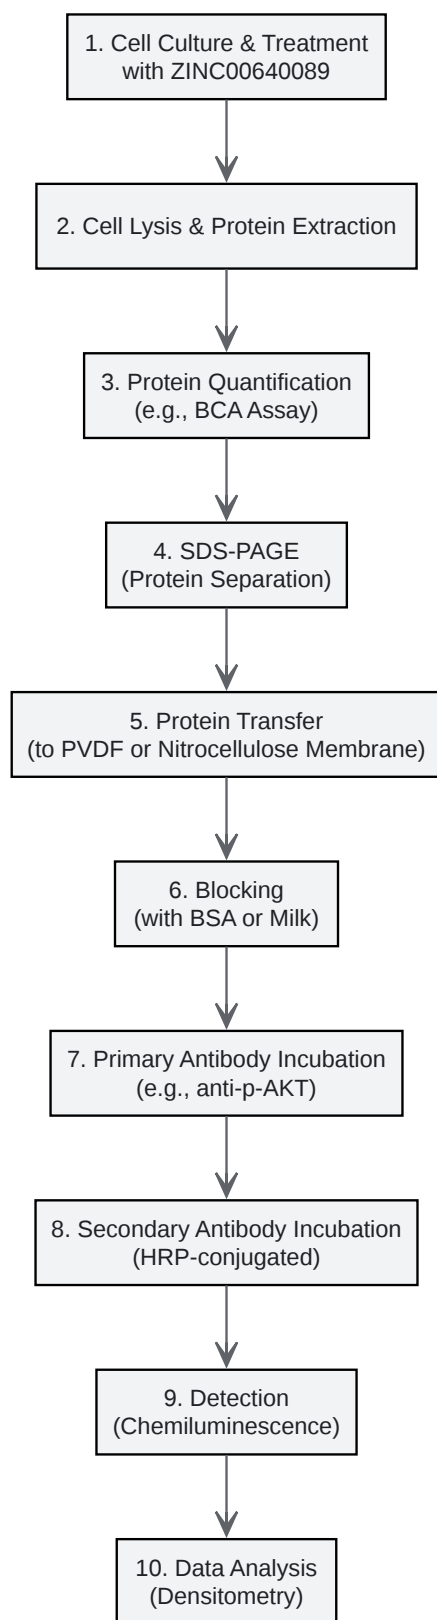 1. Cell Culture & Treatment
with ZINC00640089
2. Cell Lysis & Protein Extraction
3. Protein Quantification
(e.g., BCA Assay)
4. SDS-PAGE
(Protein Separation)
5. Protein Transfer
(to PVDF or Nitrocellulose Membrane)
6. Blocking
(with BSA or Milk)
7. Primary Antibody Incubation
(e.g., anti-p-AKT)
8. Secondary Antibody Incubation
(HRP-conjugated)
9. Detection
(Chemiluminescence)
10. Data Analysis
(Densitometry)